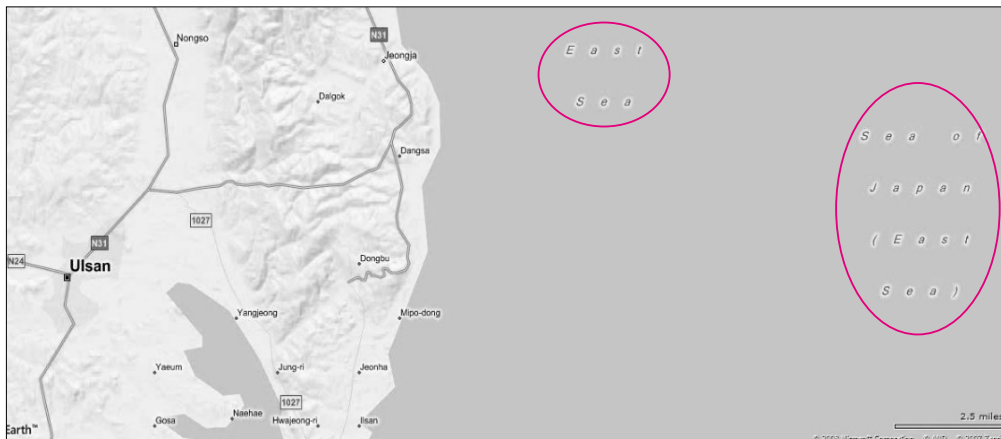 N31
Nongso
East
Sea
Jeongja
Dalgok
Sea of
Japan
(East
Sea)
Dangsa
1027
N31
N24
Ulsan
Dongbu
Yangjeong
Mipo-dong
Yaeum
Jung-ri
Jeonha
1027
Naehae
Gosa
Hwajeong-ri
Ilsan
2.5 miles
Earth™